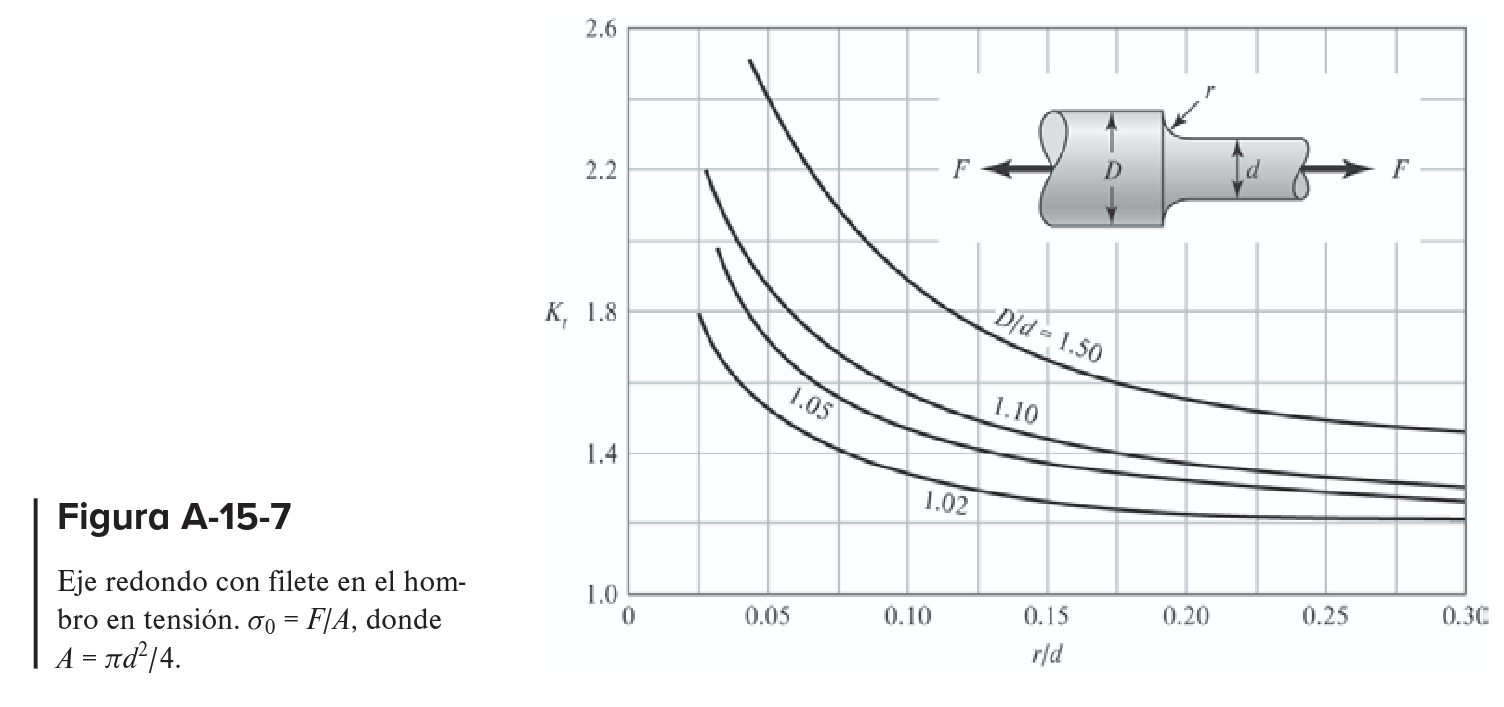 2.6
r
2.2
F
D
d
F
K_t 1.8
D/d = 1.50
1.05
1.10
1.4
1.02
1.0
0 0.05 0.10 0.15 0.20 0.25 0.30
r/d
Figura A-15-7
Eje redondo con filete en el hom-
bro en tensión. σ₀ = F/A, donde
A = πd²/4.